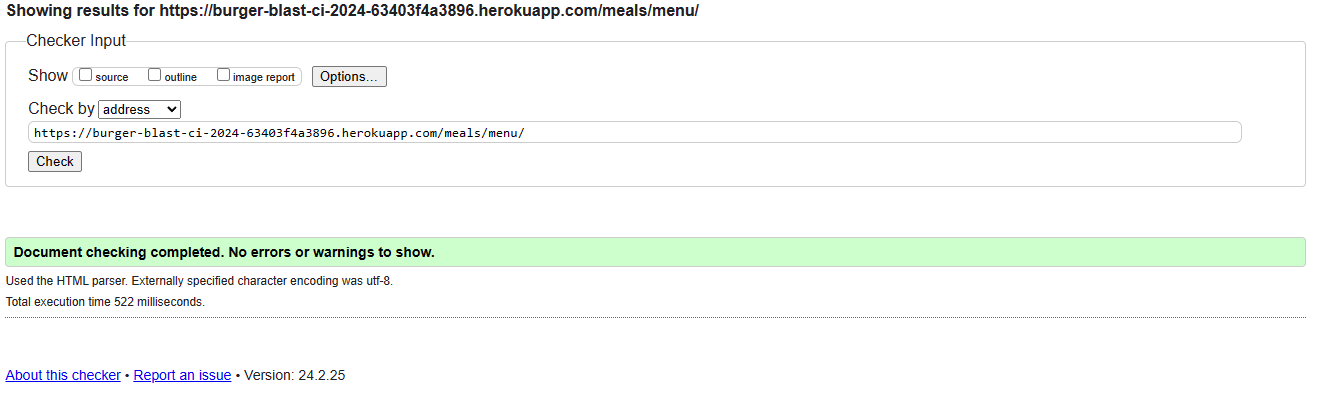 Showing results for https://burger-blast-ci-2024-63403f4a3896.herokuapp.com/meals/menu/
Checker Input
Show source outline image report Options...
Check by address
https://burger-blast-ci-2024-63403f4a3896.herokuapp.com/meals/menu/
Check
Document checking completed. No errors or warnings to show.
Used the HTML parser. Externally specified character encoding was utf-8.
Total execution time 522 milliseconds.
About this checker • Report an issue • Version: 24.2.25